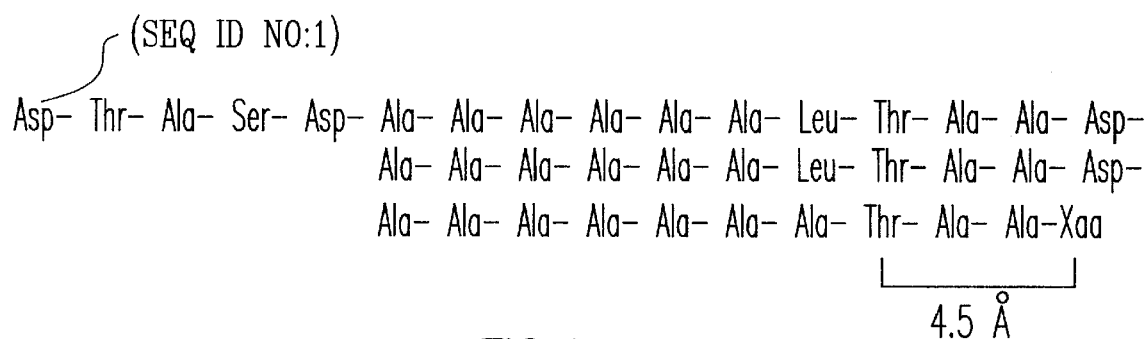 (SEQ ID NO:1)
Asp- Thr- Ala- Ser- Asp- Ala- Ala- Ala- Ala- Ala- Ala- Leu- Thr- Ala- Ala- Asp-
Ala- Ala- Ala- Ala- Ala- Ala- Leu- Thr- Ala- Ala- Asp-
Ala- Ala- Ala- Ala- Ala- Ala- Ala- Thr- Ala- Ala-Xaa
4.5 Å